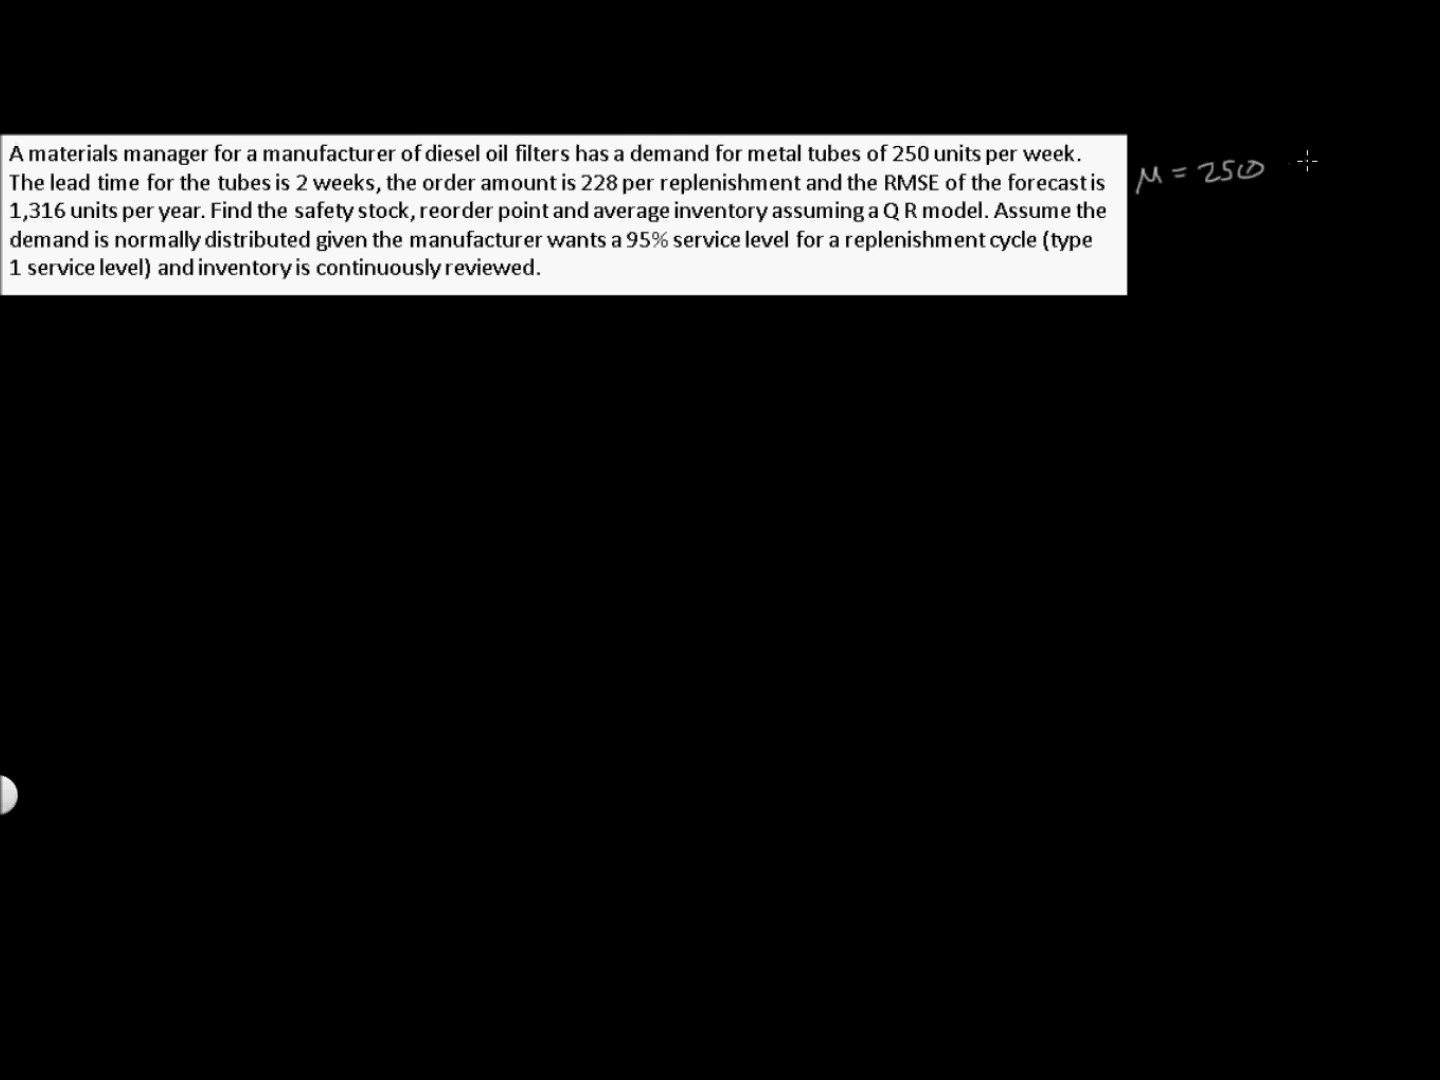 A materials manager for a manufacturer of diesel oil filters has a demand for metal tubes of 250 units per week.
The lead time for the tubes is 2 weeks, the order amount is 228 per replenishment and the RMSE of the forecast is
1,316 units per year. Find the safety stock, reorder point and average inventory assuming a Q R model. Assume the
demand is normally distributed given the manufacturer wants a 95% service level for a replenishment cycle (type
1 service level) and inventory is continuously reviewed.
μ = 250